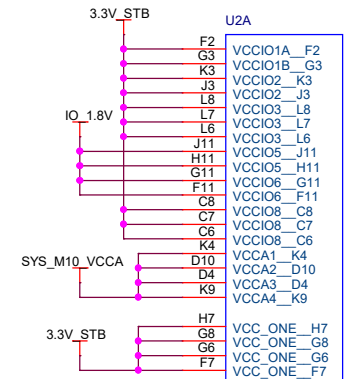 3.3V_STB
U2A
F2 VCCIO1A__F2
G3 VCCIO1B__G3
K3 VCCIO2__K3
J3 VCCIO2__J3
L8 VCCIO3__L8
IO_1.8V
L7 VCCIO3__L7
L6 VCCIO3__L6
J11 VCCIO5__J11
H11 VCCIO5__H11
G11 VCCIO6__G11
F11 VCCIO6__F11
C8 VCCIO8__C8
C7 VCCIO8__C7
C6 VCCIO8__C6
K4 VCCA1__K4
SYS_M10_VCCA
D10 VCCA2__D10
D4 VCCA3__D4
K9 VCCA4__K9
H7 VCC_ONE__H7
3.3V_STB
G8 VCC_ONE__G8
G6 VCC_ONE__G6
F7 VCC_ONE__F7